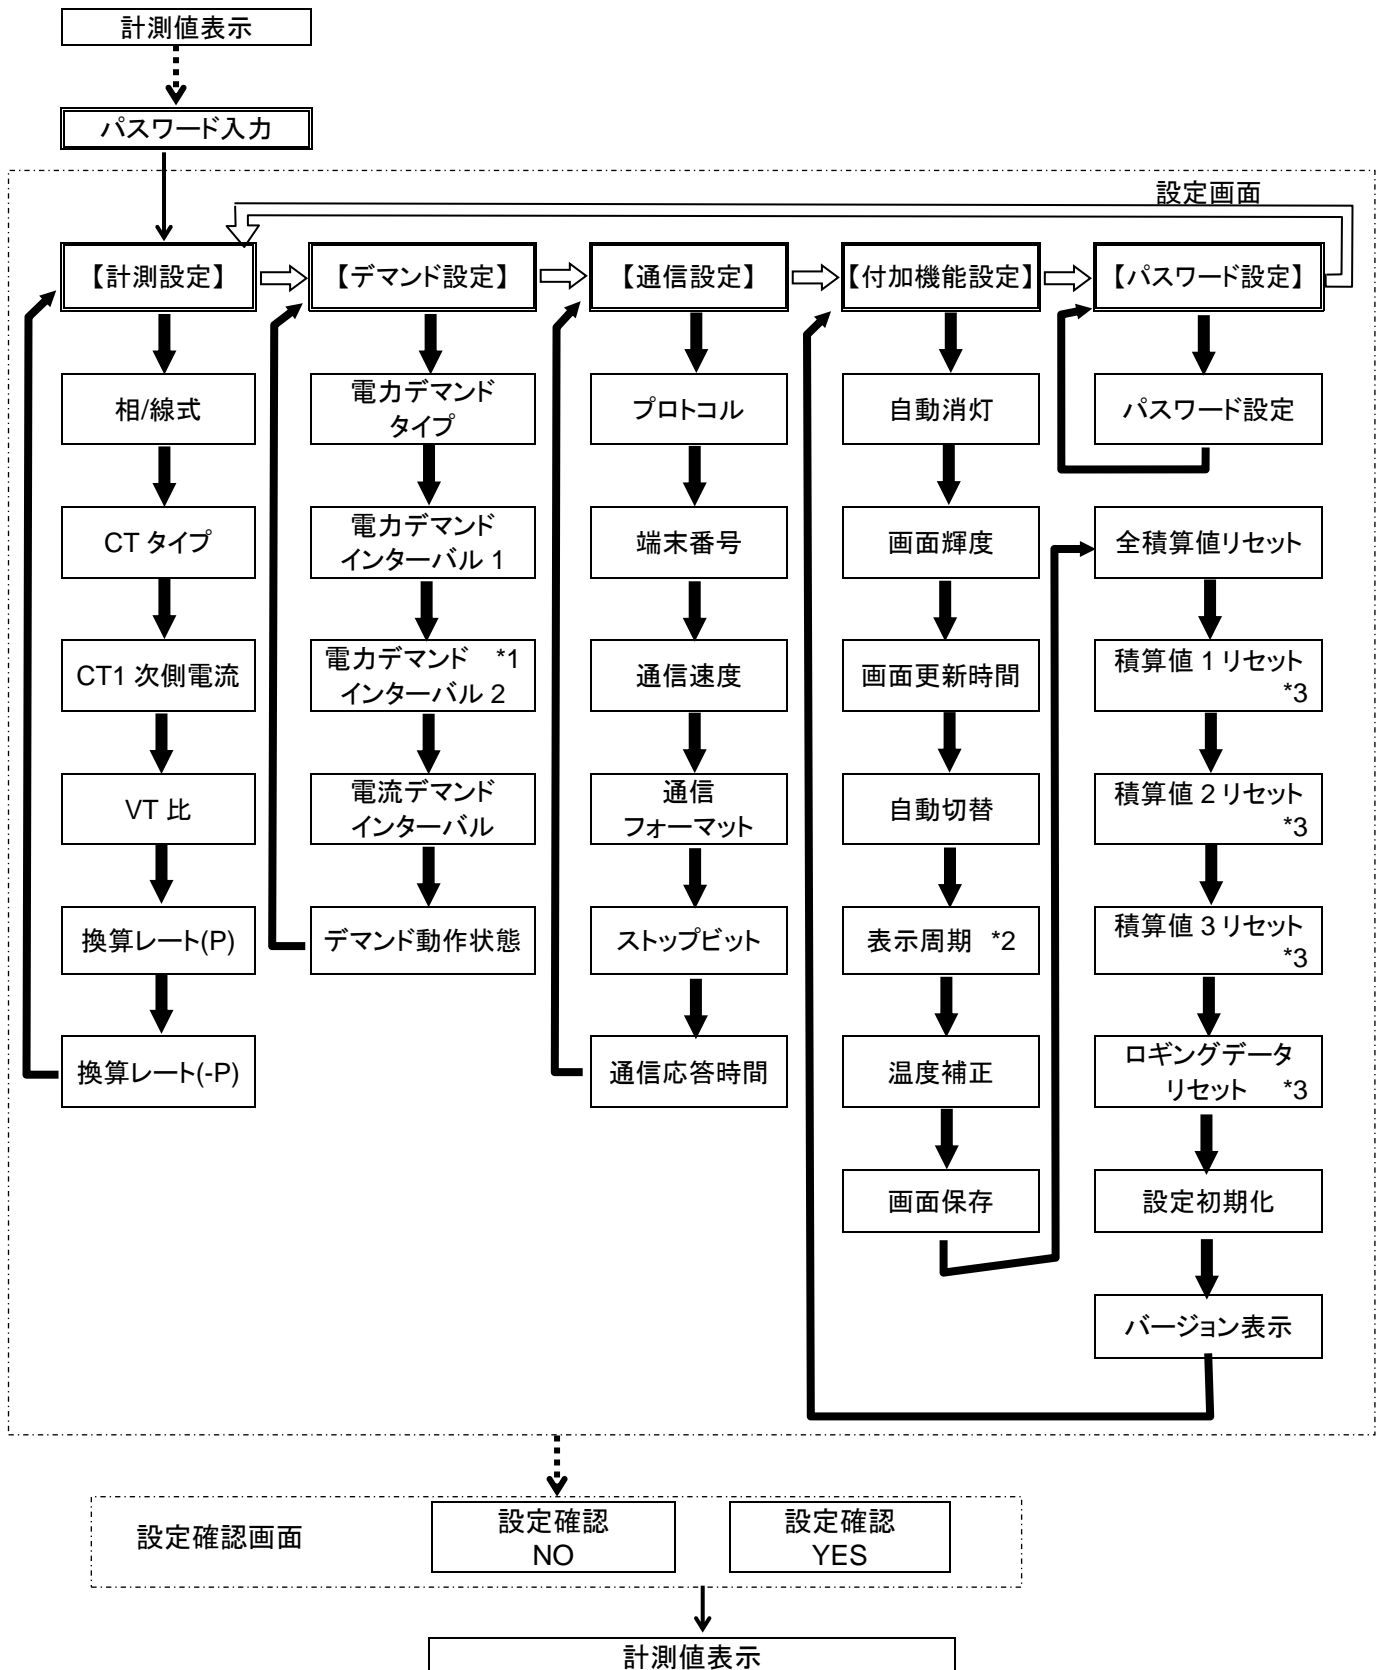 計測値表示
パスワード入力
設定画面
【計測設定】
【デマンド設定】
【通信設定】
【付加機能設定】
【パスワード設定】
相/線式
電力デマンド
タイプ
プロトコル
自動消灯
パスワード設定
CT タイプ
電力デマンド
インターバル 1
端末番号
画面輝度
全積算値リセット
CT1 次側電流
電力デマンド *1
インターバル 2
通信速度
画面更新時間
積算値 1 リセット
*3
VT 比
電流デマンド
インターバル
通信
フォーマット
自動切替
積算値 2 リセット
*3
換算レート(P)
デマンド動作状態
ストップビット
表示周期 *2
積算値 3 リセット
*3
換算レート(-P)
通信応答時間
温度補正
ロギングデータ
リセット *3
画面保存
設定初期化
バージョン表示
設定確認画面
設定確認
NO
設定確認
YES
計測値表示